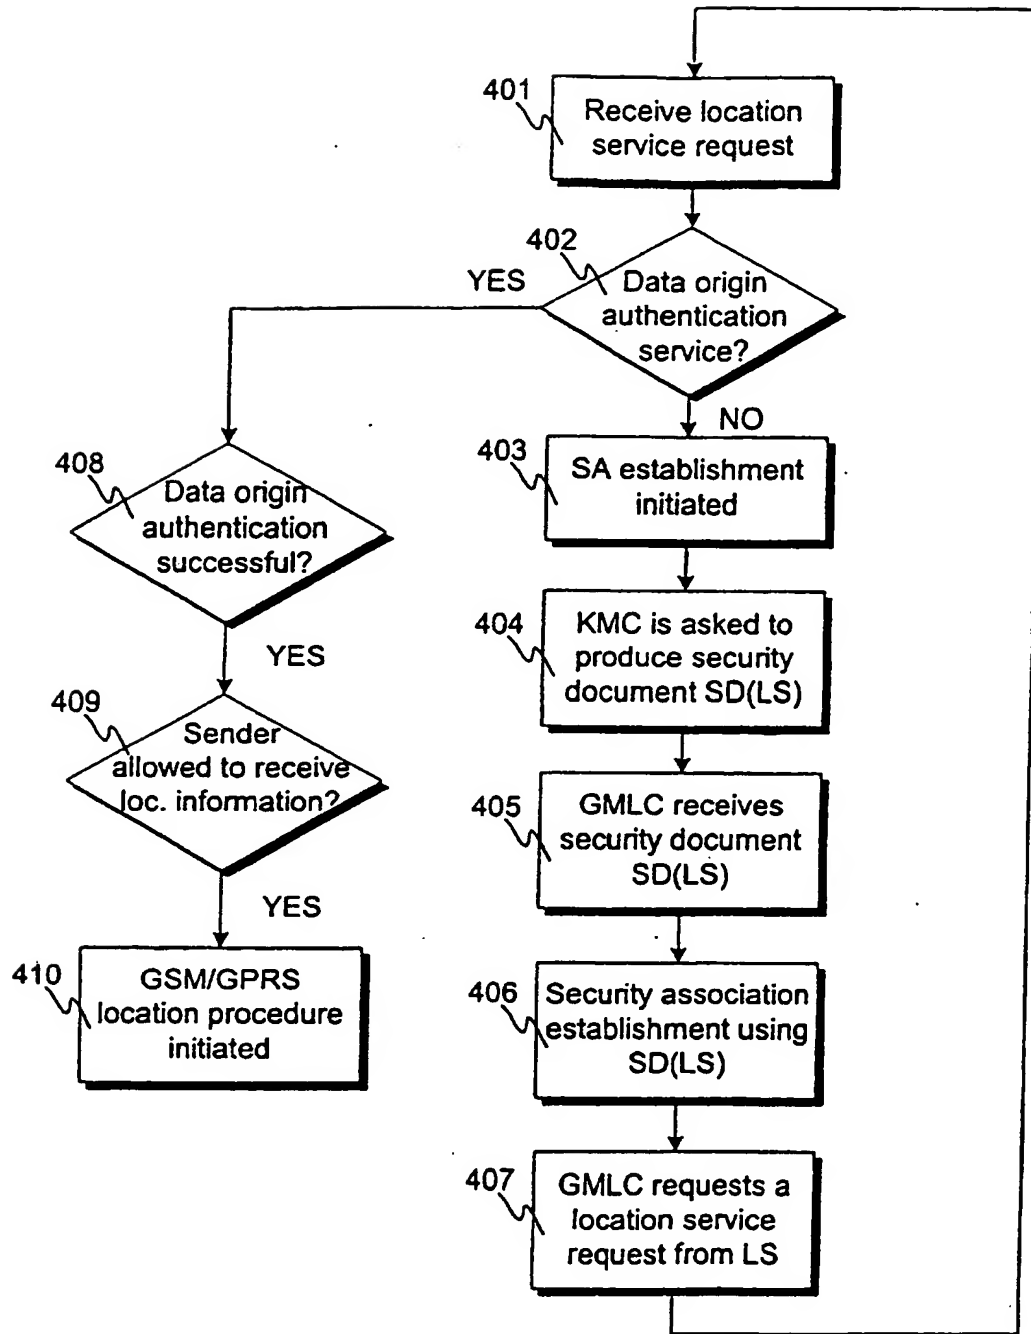 401
Receive location
service request
402
YES
Data origin
authentication
service?
NO
403
SA establishment
initiated
404
KMC is asked to
produce security
document SD(LS)
405
GMLC receives
security document
SD(LS)
406
Security association
establishment using
SD(LS)
407
GMLC requests a
location service
request from LS
408
Data origin
authentication
successful?
YES
409
Sender
allowed to receive
loc. information?
YES
410
GSM/GPRS
location procedure
initiated